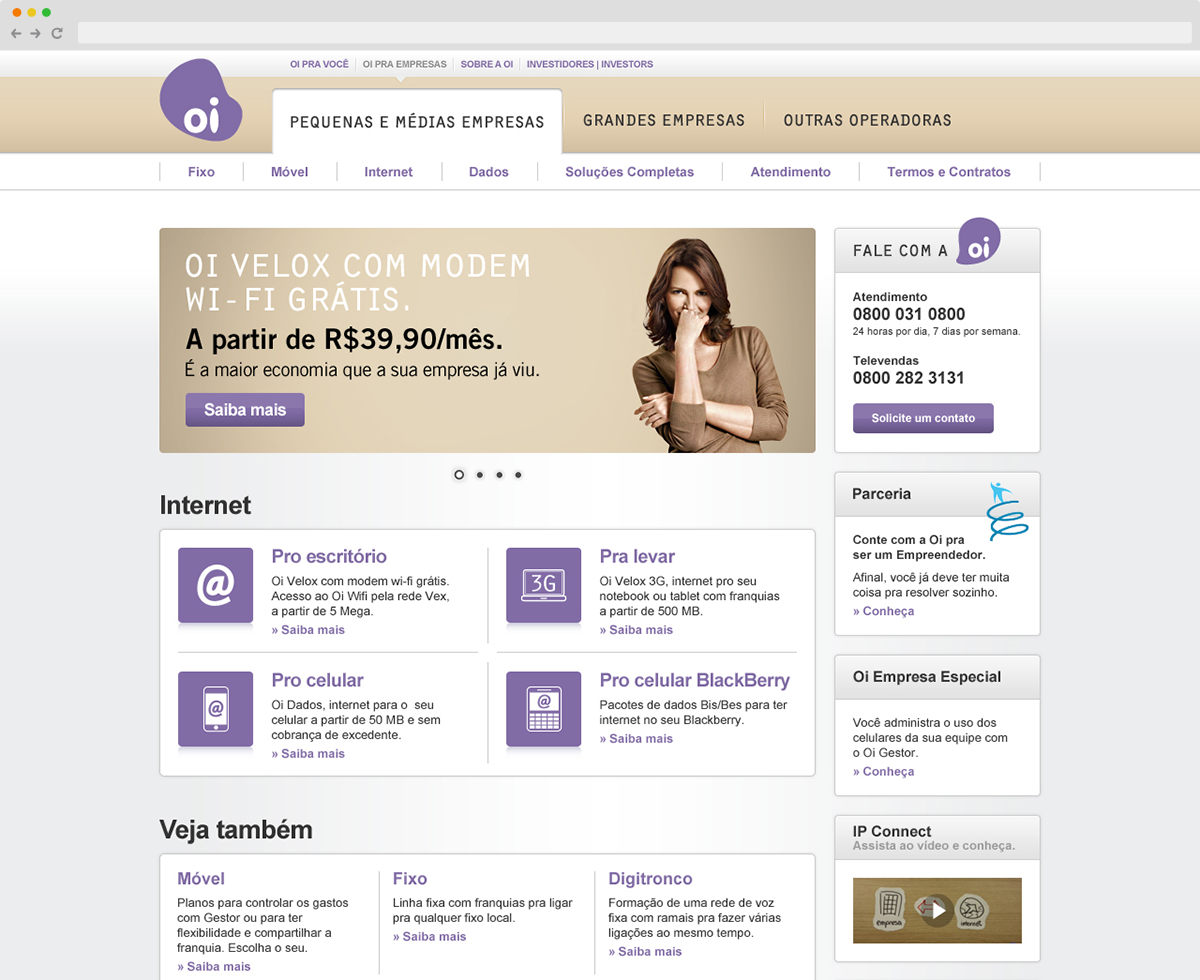 OI PRA VOCÊ
OI PRA EMPRESAS
SOBRE A OI
INVESTIDORES | INVESTORS
oi
PEQUENAS E MÉDIAS EMPRESAS
GRANDES EMPRESAS
OUTRAS OPERADORAS
Fixo
Móvel
Internet
Dados
Soluções Completas
Atendimento
Termos e Contratos
OI VELOX COM MODEM
WI-FI GRÁTIS.
A partir de R$39,90/mês.
É a maior economia que a sua empresa já viu.
Saiba mais
FALE COM A oi
Atendimento
0800 031 0800
24 horas por dia, 7 dias por semana.
Televendas
0800 282 3131
Solicite um contato
Internet
@
Pro escritório
Oi Velox com modem wi-fi grátis.
Acesso ao Oi Wifi pela rede Vex,
a partir de 5 Mega.
» Saiba mais
3G
Pra levar
Oi Velox 3G, internet pro seu
notebook ou tablet com franquias
a partir de 500 MB.
» Saiba mais
@
Pro celular
Oi Dados, internet para o  seu
celular a partir de 50 MB e sem
cobrança de excedente.
» Saiba mais
@
Pro celular BlackBerry
Pacotes de dados Bis/Bes para ter
internet no seu Blackberry.
» Saiba mais
Parceria
Conte com a Oi pra
ser um Empreendedor.
Afinal, você já deve ter muita
coisa pra resolver sozinho.
» Conheça
Oi Empresa Especial
Você administra o uso dos
celulares da sua equipe com
o Oi Gestor.
» Conheça
Veja também
Móvel
Planos para controlar os gastos
com Gestor ou para ter
flexibilidade e compartilhar a
franquia. Escolha o seu.
» Saiba mais
Fixo
Linha fixa com franquias pra ligar
pra qualquer fixo local.
» Saiba mais
Digitronco
Formação de uma rede de voz
fixa com ramais pra fazer várias
ligações ao mesmo tempo.
» Saiba mais
IP Connect
Assista ao vídeo e conheça.
empresa
internet